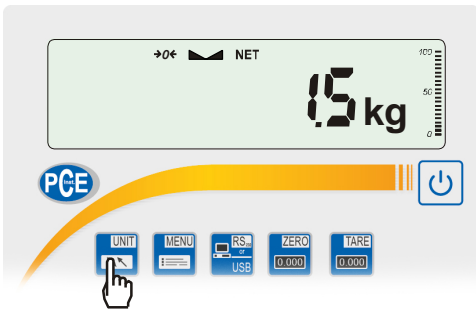 →0← NET 100
1.5 kg 50
0
PCE Inst.
UNIT MENU RS232 or USB ZERO 0.000 TARE 0.000